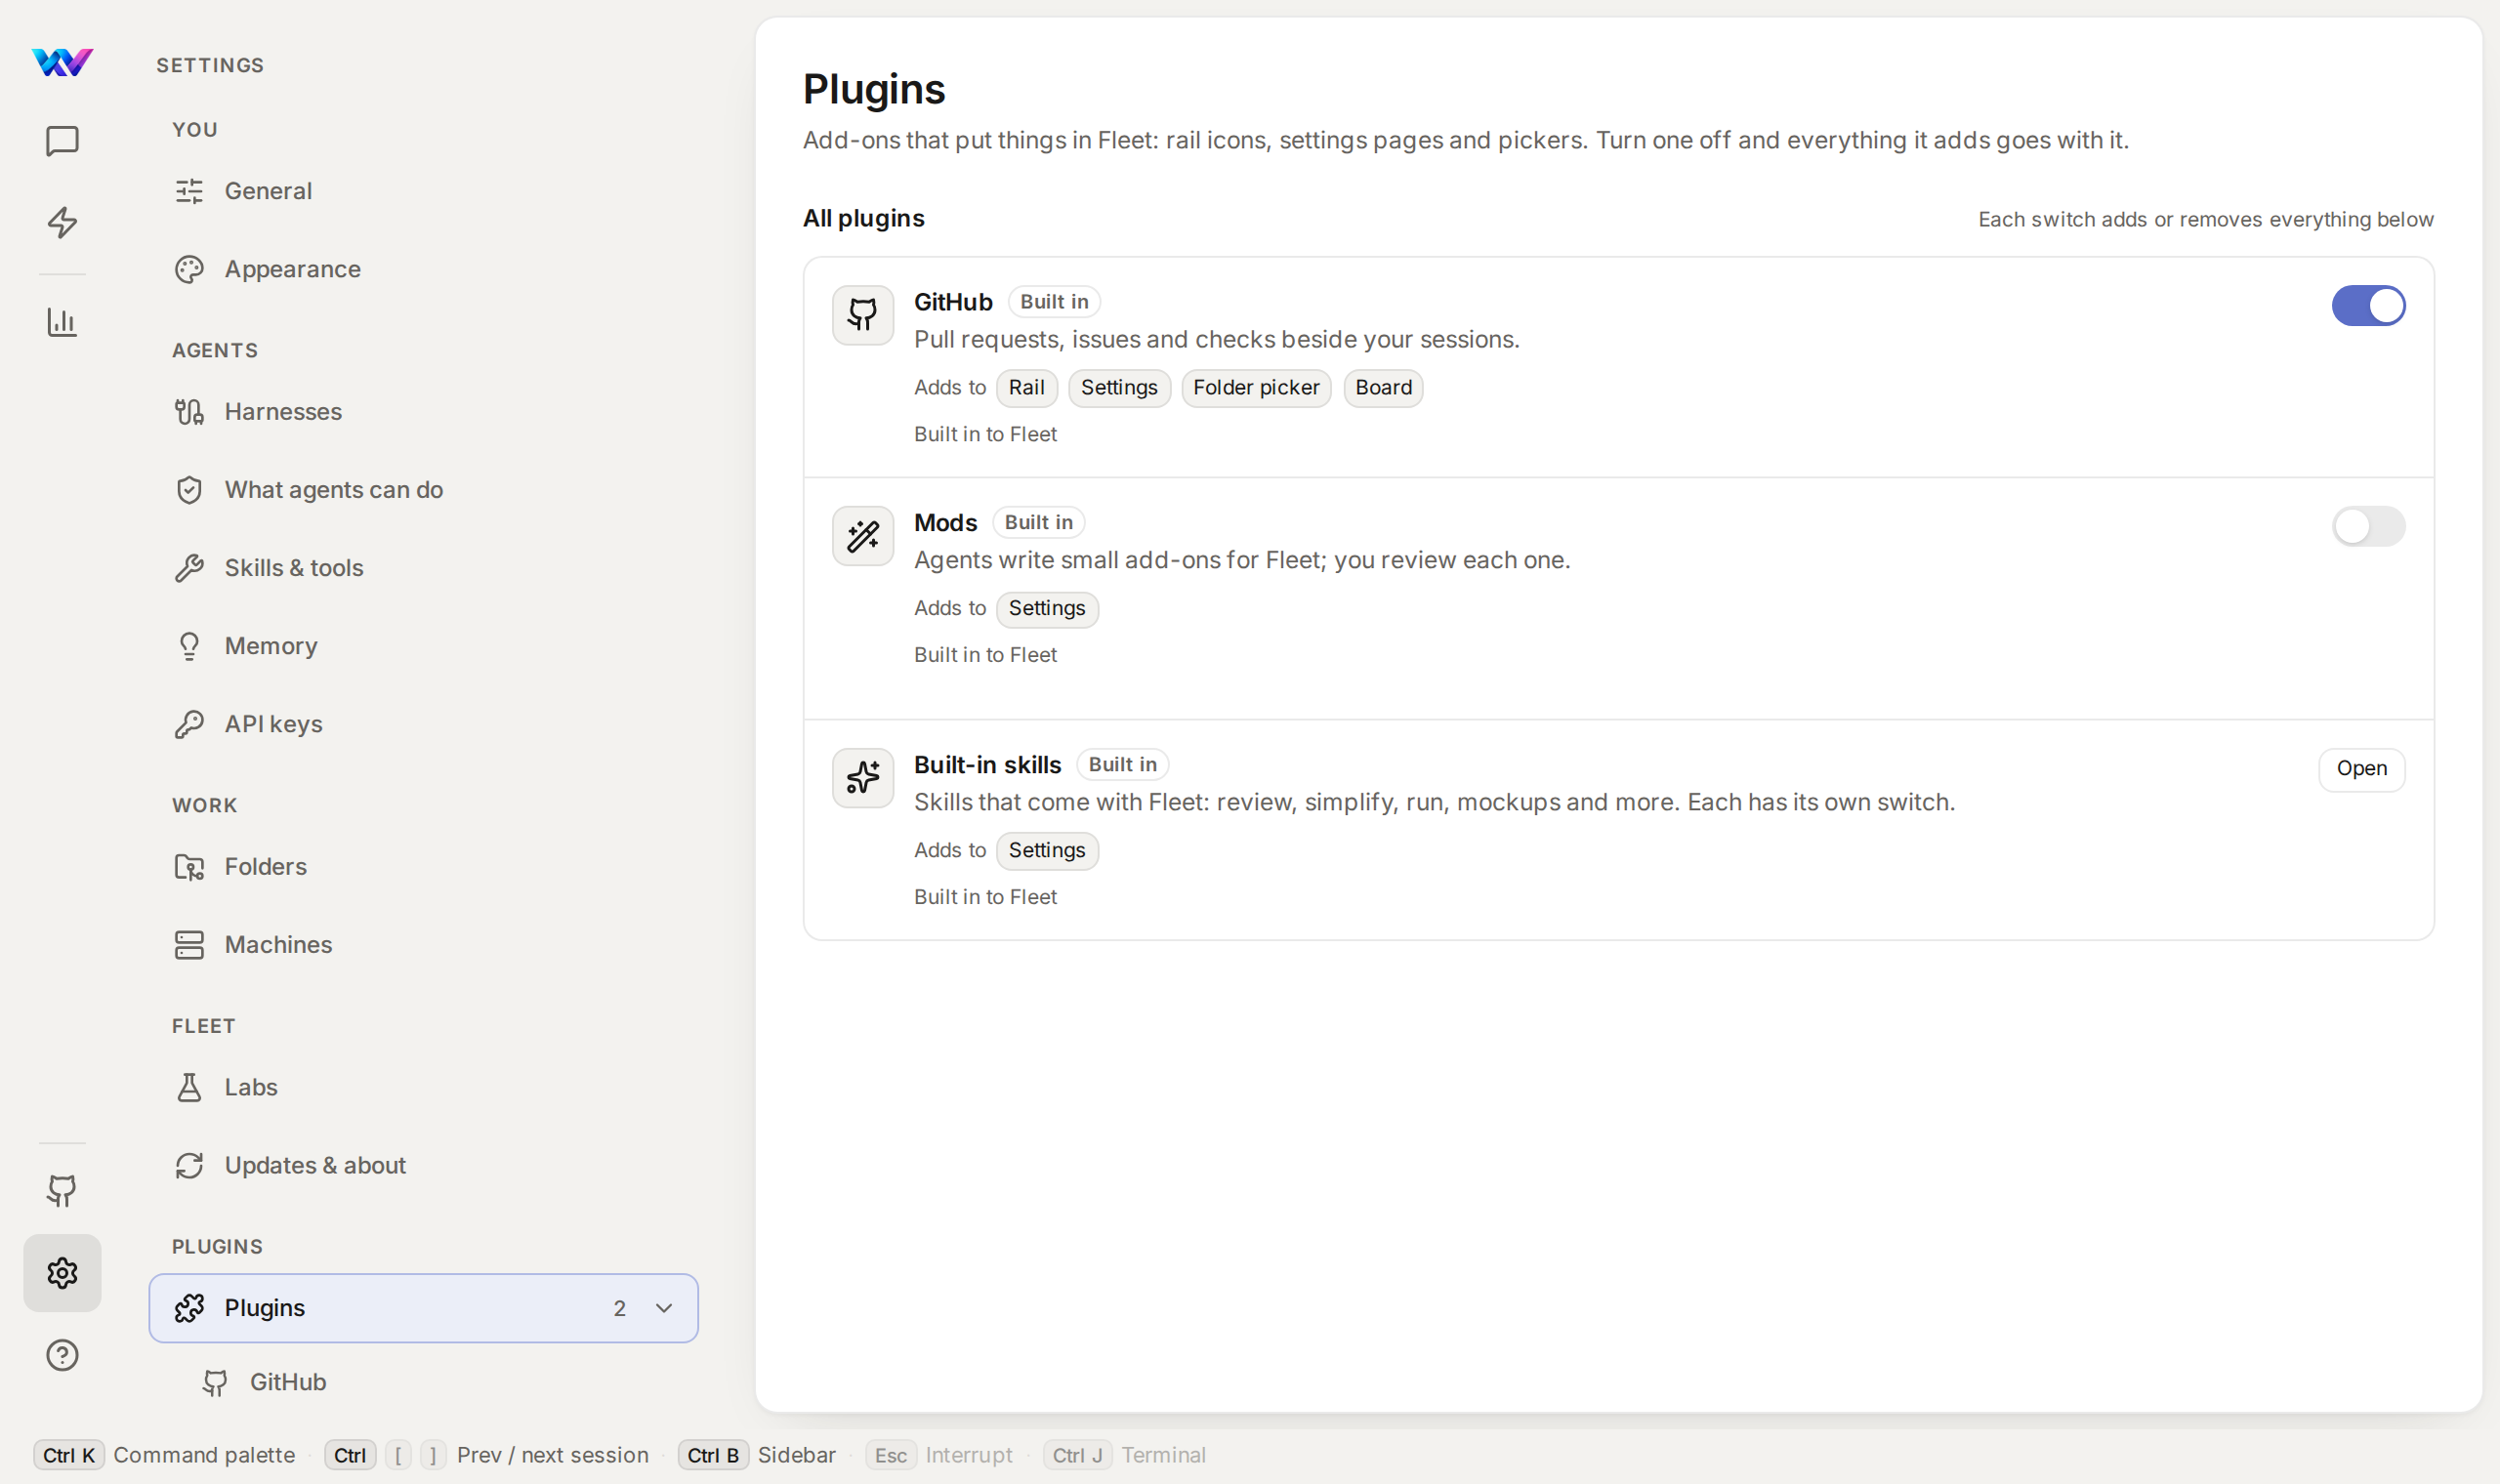 SETTINGS
YOU
General
Appearance
AGENTS
Harnesses
What agents can do
Skills & tools
Memory
API keys
WORK
Folders
Machines
FLEET
Labs
Updates & about
PLUGINS
Plugins 2
GitHub
Plugins
Add-ons that put things in Fleet: rail icons, settings pages and pickers. Turn one off and everything it adds goes with it.
All plugins Each switch adds or removes everything below
GitHub Built in
Pull requests, issues and checks beside your sessions.
Adds to Rail Settings Folder picker Board
Built in to Fleet
Mods Built in
Agents write small add-ons for Fleet; you review each one.
Adds to Settings
Built in to Fleet
Built-in skills Built in Open
Skills that come with Fleet: review, simplify, run, mockups and more. Each has its own switch.
Adds to Settings
Built in to Fleet
Ctrl K Command palette · Ctrl [ ] Prev / next session · Ctrl B Sidebar · Esc Interrupt · Ctrl J Terminal